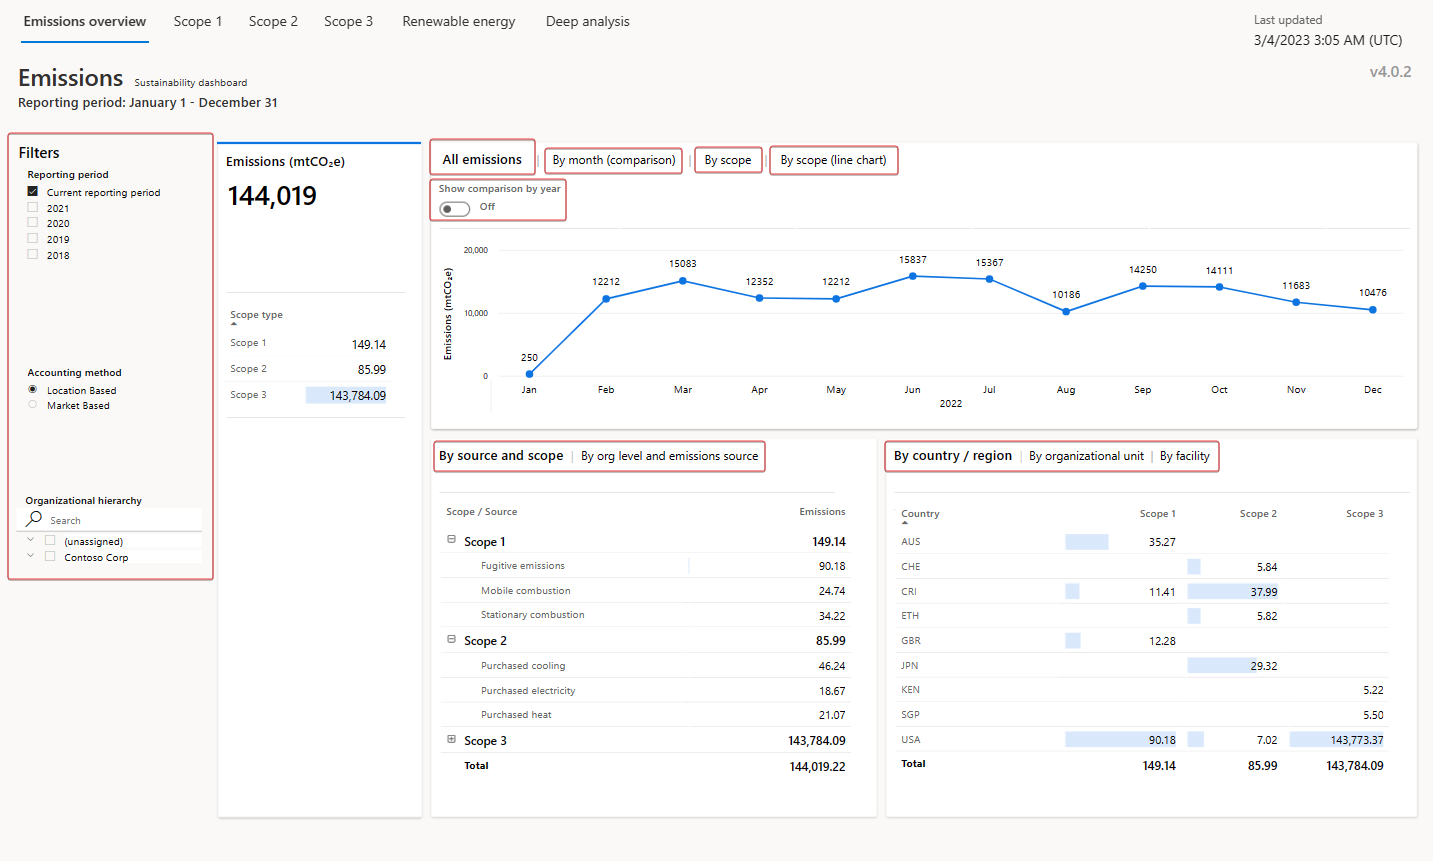 Emissions overview Scope 1 Scope 2 Scope 3 Renewable energy Deep analysis
Last updated
3/4/2023 3:05 AM (UTC)
v4.0.2
Emissions Sustainability dashboard
Reporting period: January 1 - December 31
Filters
Reporting period
Current reporting period
2021
2020
2019
2018
Accounting method
Location Based
Market Based
Organizational hierarchy
Search
(unassigned)
Contoso Corp
Emissions (mtCO₂e)
144,019
Scope type
Scope 1 149.14
Scope 2 85.99
Scope 3 143,784.09
All emissions | By month (comparison) | By scope | By scope (line chart)
Show comparison by year
Off
Emissions (mtCO₂e)
20,000
10,000
0
250 12212 15083 12352 12212 15837 15367 10186 14250 14111 11683 10476
Jan Feb Mar Apr May Jun Jul Aug Sep Oct Nov Dec
2022
By source and scope | By org level and emissions source
Scope / Source Emissions
Scope 1 149.14
Fugitive emissions 90.18
Mobile combustion 24.74
Stationary combustion 34.22
Scope 2 85.99
Purchased cooling 46.24
Purchased electricity 18.67
Purchased heat 21.07
Scope 3 143,784.09
Total 144,019.22
By country / region | By organizational unit | By facility
Country Scope 1 Scope 2 Scope 3
AUS 35.27
CHE 5.84
CRI 11.41 37.99
ETH 5.82
GBR 12.28
JPN 29.32
KEN 5.22
SGP 5.50
USA 90.18 7.02 143,773.37
Total 149.14 85.99 143,784.09